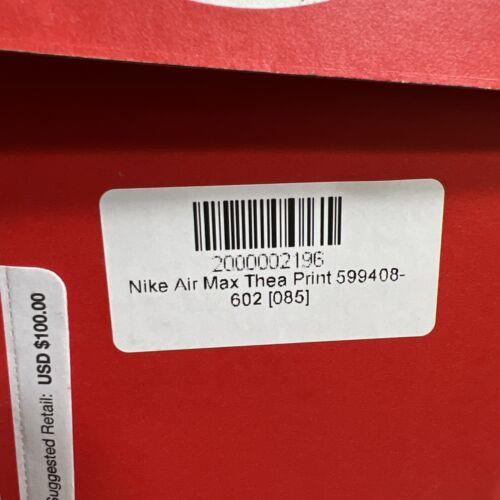 2000002196
Nike Air Max Thea Print 599408-
602 [085]
Suggested Retail: USD $100.00